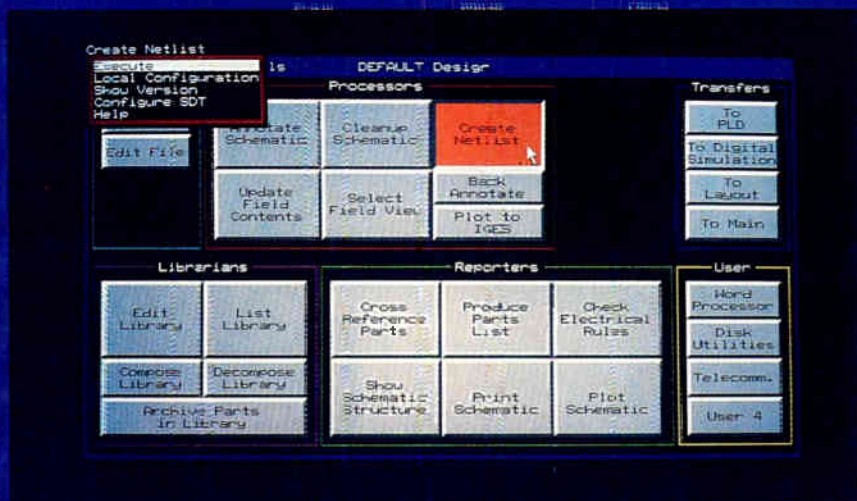 Create Netlist
Execute
Local Configuration
Show Version
Configure SDT
Help
ls DEFAULT Design
Processors
Transfers
Edit File
Annotate
Schematic
Cleanup
Schematic
Create
Netlist
Update
Field
Contents
Select
Field View
Back
Annotate
Plot to
IGES
To
PLD
To Digital
Simulation
To
Layout
To Main
Librarians
Edit
Library
List
Library
Compose
Library
Decompose
Library
Archive Parts
in Library
Reporters
Cross
Reference
Parts
Produce
Parts
List
Check
Electrical
Rules
Show
Schematic
Structure
Print
Schematic
Plot
Schematic
User
Word
Processor
Disk
Utilities
Telecomm.
User 4